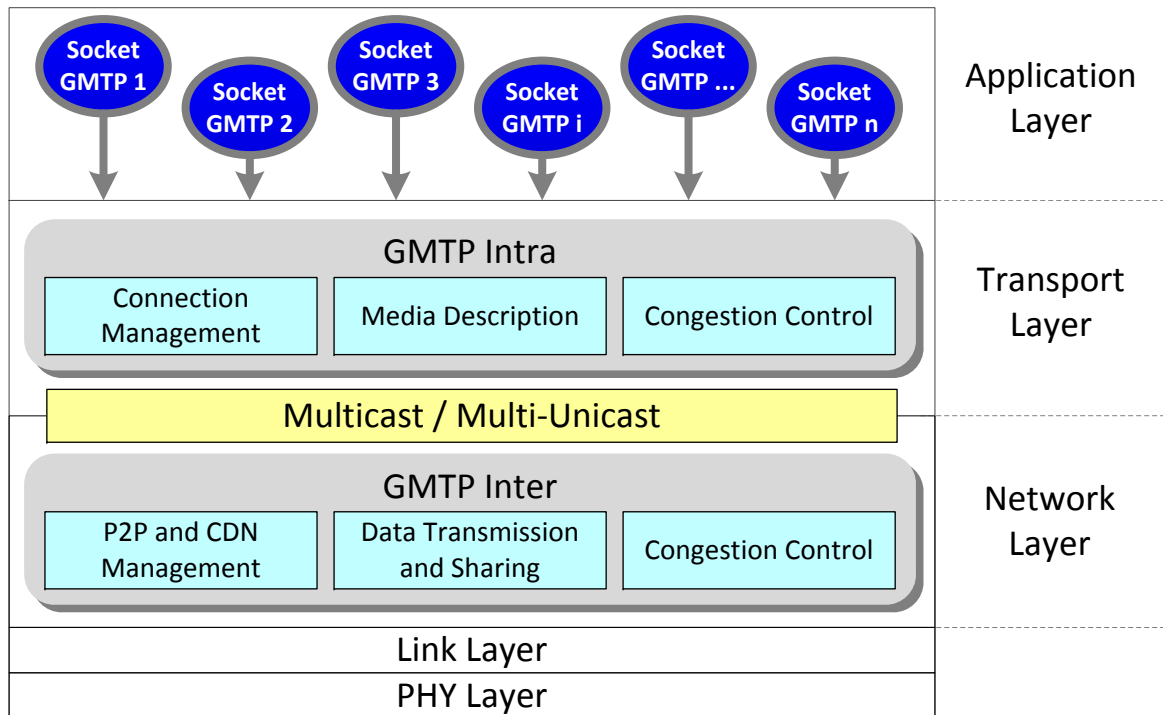 Socket
GMTP 1
Socket
GMTP 2
Socket
GMTP 3
Socket
GMTP i
Socket
GMTP ...
Socket
GMTP n
Application
Layer
GMTP Intra
Connection
Management
Media Description
Congestion Control
Transport
Layer
Multicast / Multi-Unicast
GMTP Inter
P2P and CDN
Management
Data Transmission
and Sharing
Congestion Control
Network
Layer
Link Layer
PHY Layer